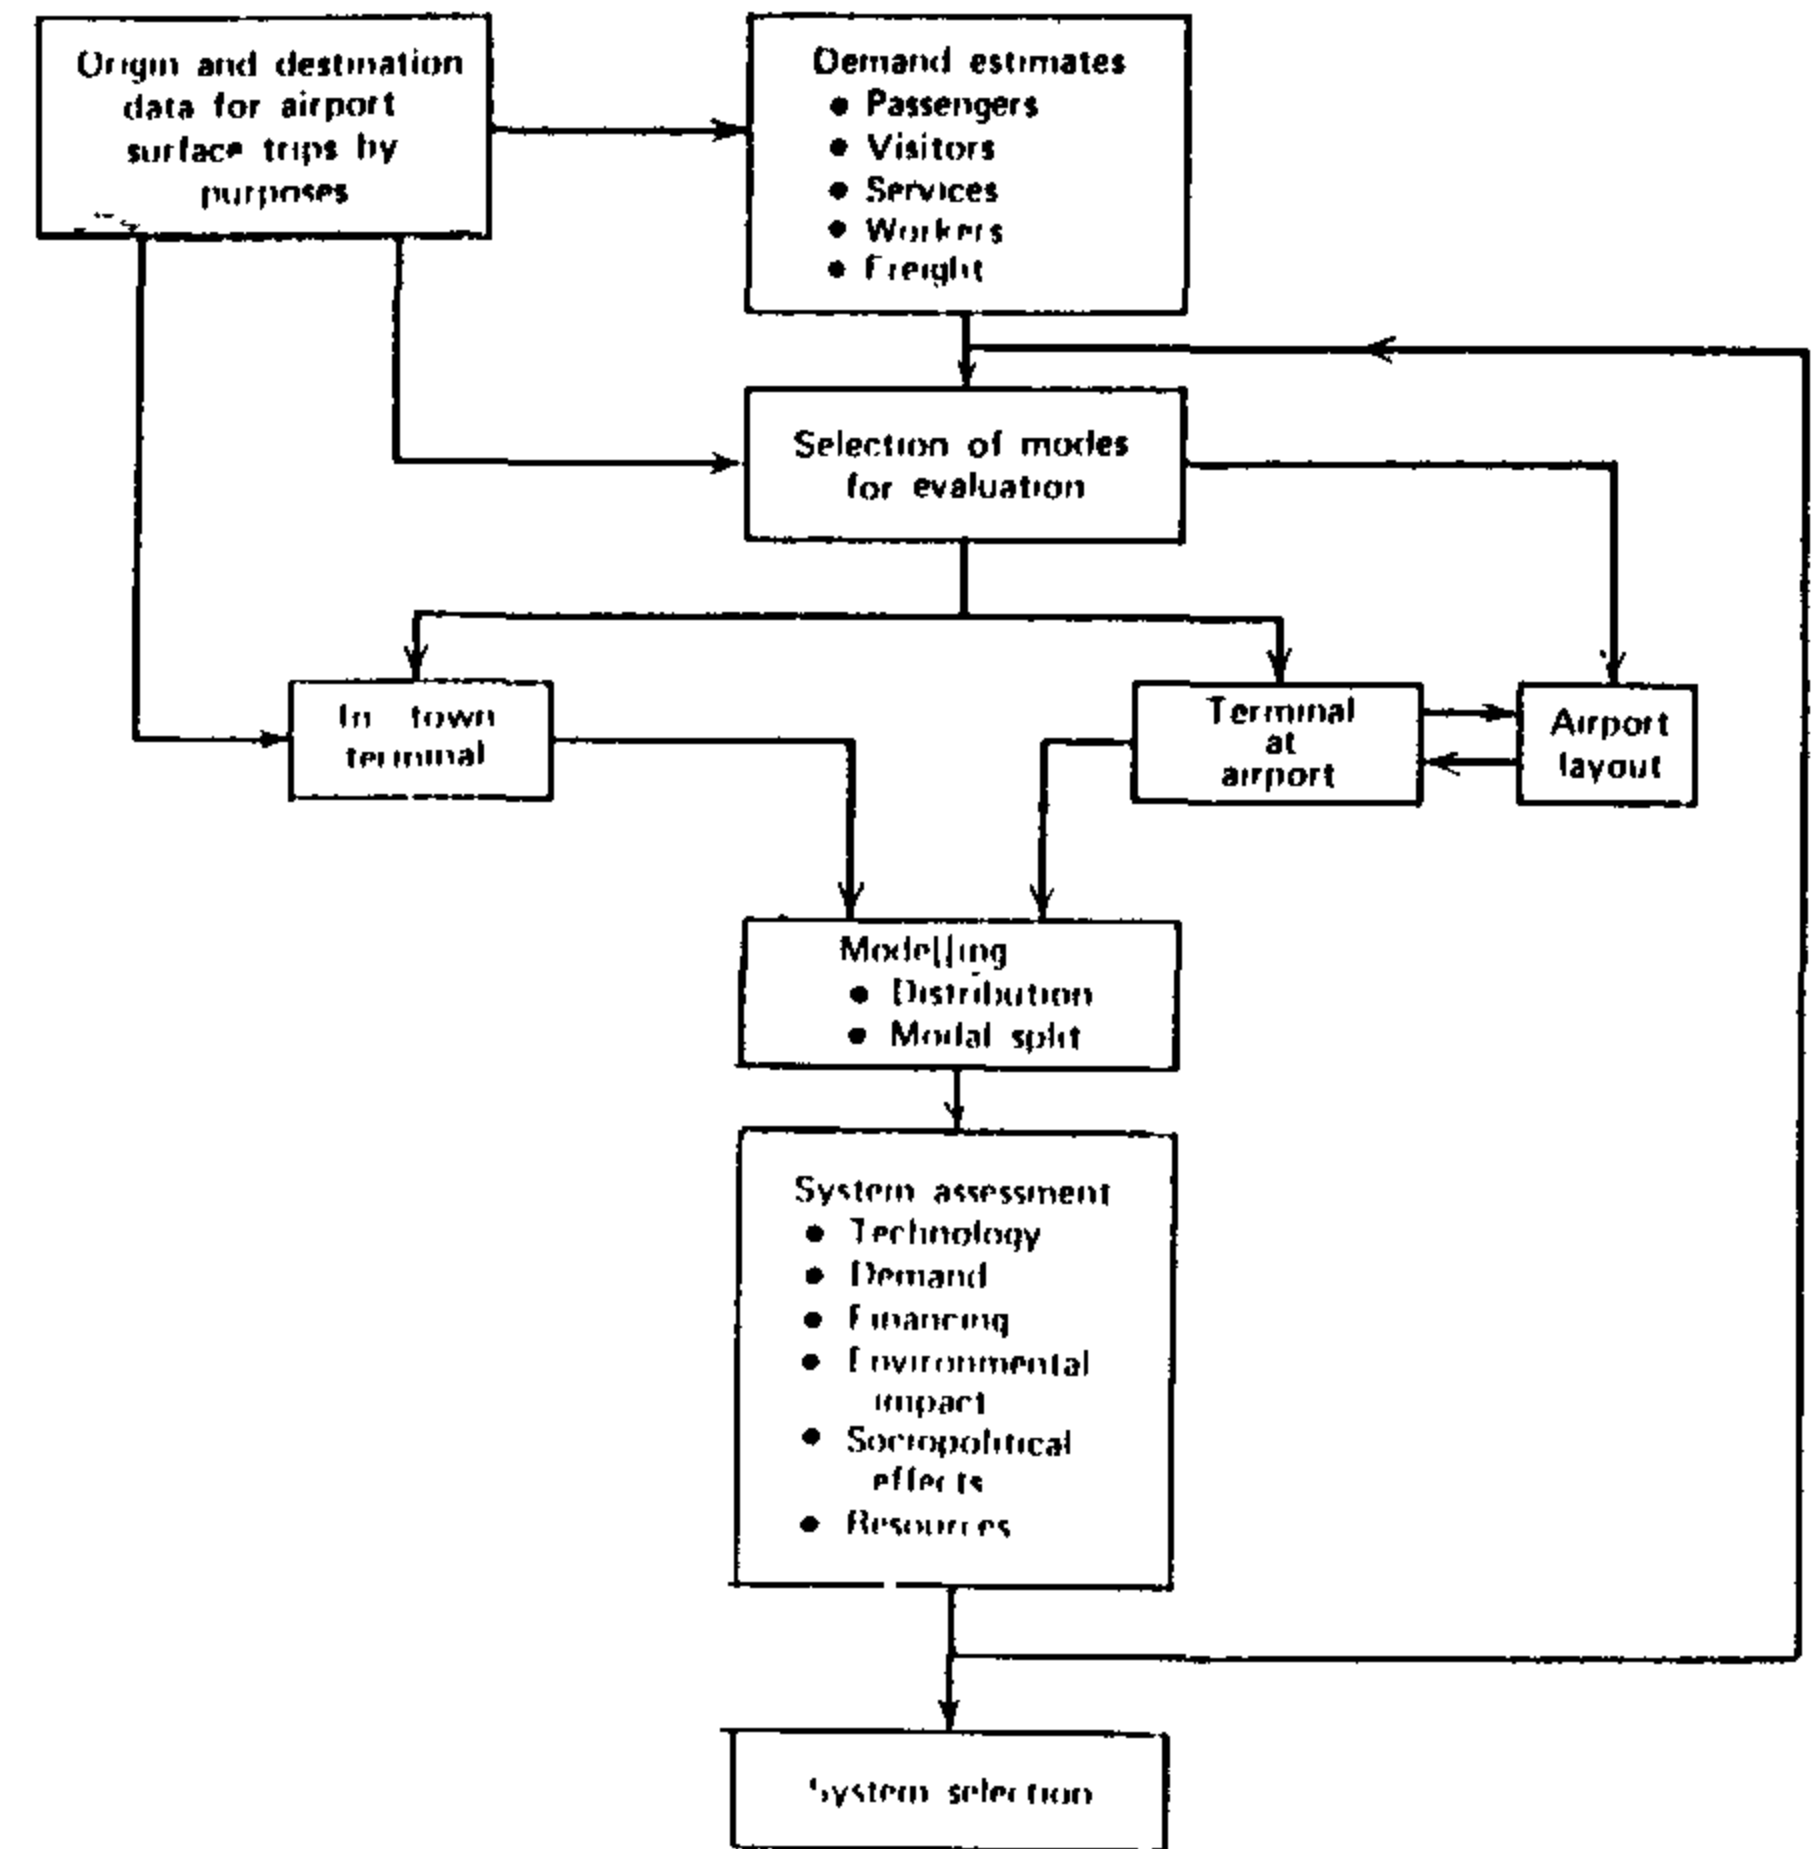 Origin and destination
data for airport
surface trips by
purposes
Demand estimates
• Passengers
• Visitors
• Services
• Workers
• Freight
Selection of modes
for evaluation
In town
terminal
Terminal
at
airport
Airport
layout
Modelling
• Distribution
• Modal split
System assessment
• Technology
• Demand
• Financing
• Environmental
impact
• Sociopolitical
effects
• Resources
System selection